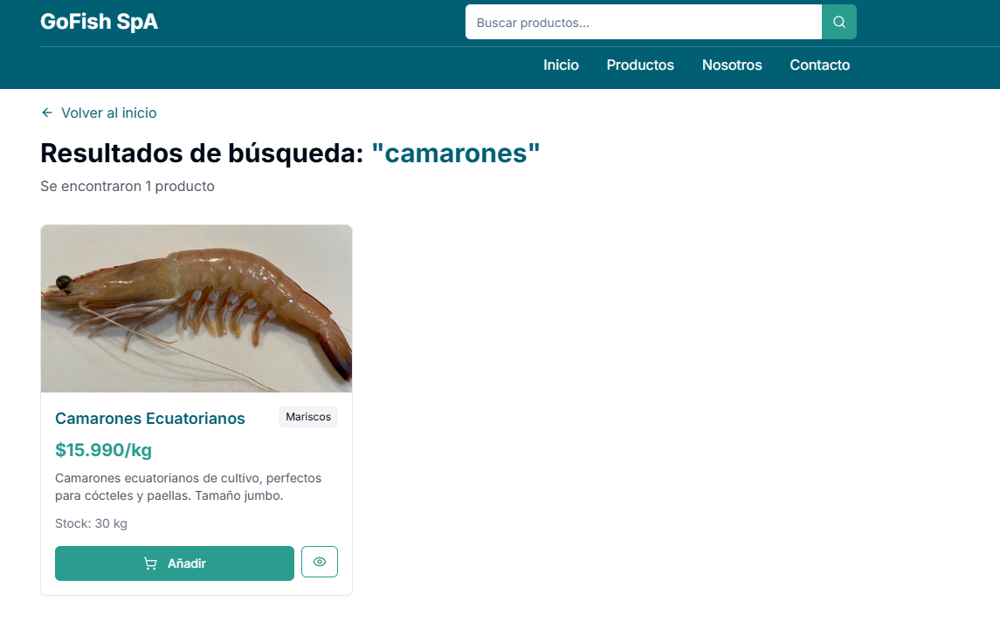 GoFish SpA
Buscar productos...
Inicio Productos Nosotros Contacto
Volver al inicio
Resultados de búsqueda: "camarones"
Se encontraron 1 producto
Camarones Ecuatorianos
Mariscos
$15.990/kg
Camarones ecuatorianos de cultivo, perfectos
para cócteles y paellas. Tamaño jumbo.
Stock: 30 kg
Añadir